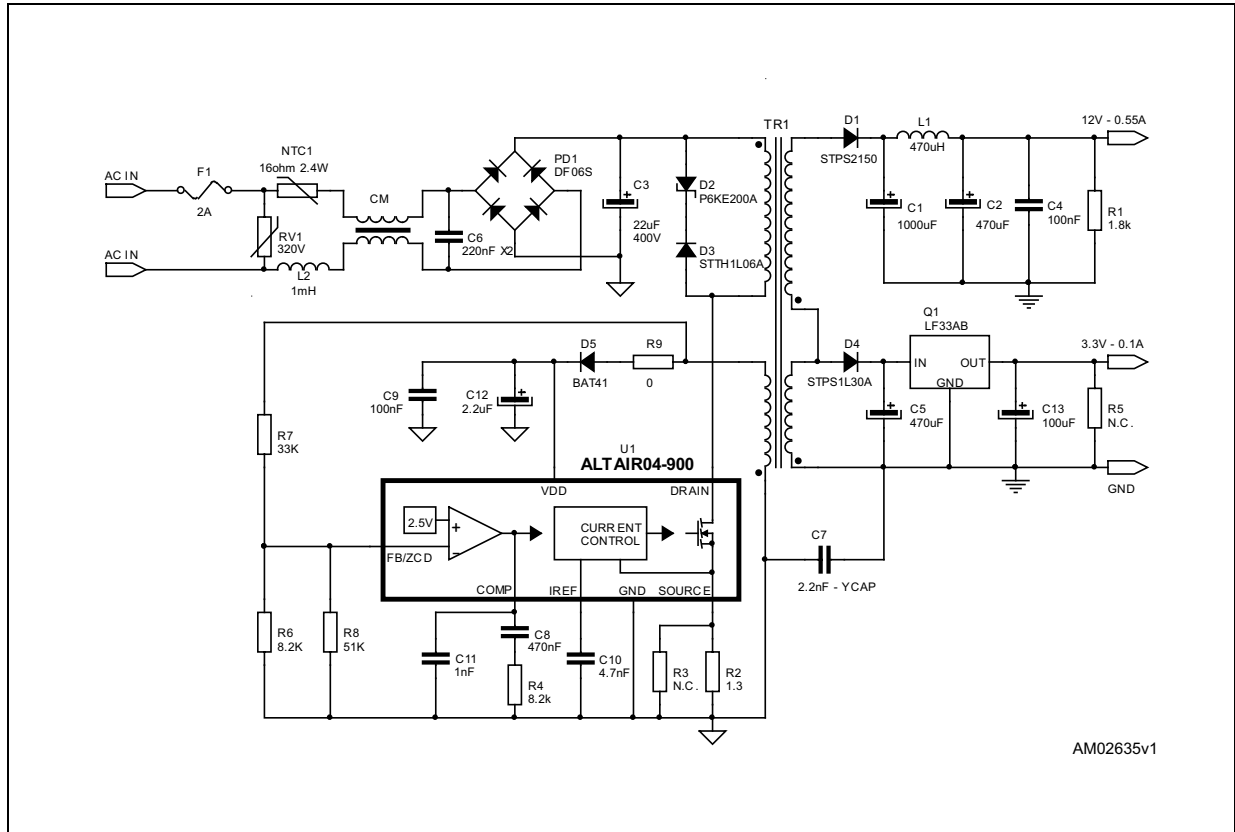 TR1
D1
STPS2150
L1
470uH
12V - 0.55A
NTC1
16ohm 2.4W
F1
2A
AC IN
CM
PD1
DF06S
C3
22uF
400V
D2
P6KE200A
C1
1000uF
C2
470uF
C4
100nF
R1
1.8k
RV1
320V
C6
220nF X2
D3
STTH1L06A
AC IN
L2
1mH
Q1
LF33AB
IN
OUT
GND
3.3V - 0.1A
D5
BAT41
R9
0
D4
STPS1L30A
C9
100nF
C12
2.2uF
C5
470uF
C13
100uF
R5
N.C.
R7
33K
U1
ALTAIR04-900
GND
VDD
DRAIN
2.5V
+
−
CURRENT
CONTROL
FB/ZCD
C7
2.2nF - YCAP
COMP
IREF
GND
SOURCE
R6
8.2K
R8
51K
C11
1nF
C8
470nF
R4
8.2k
C10
4.7nF
R3
N.C.
R2
1.3
AM02635v1